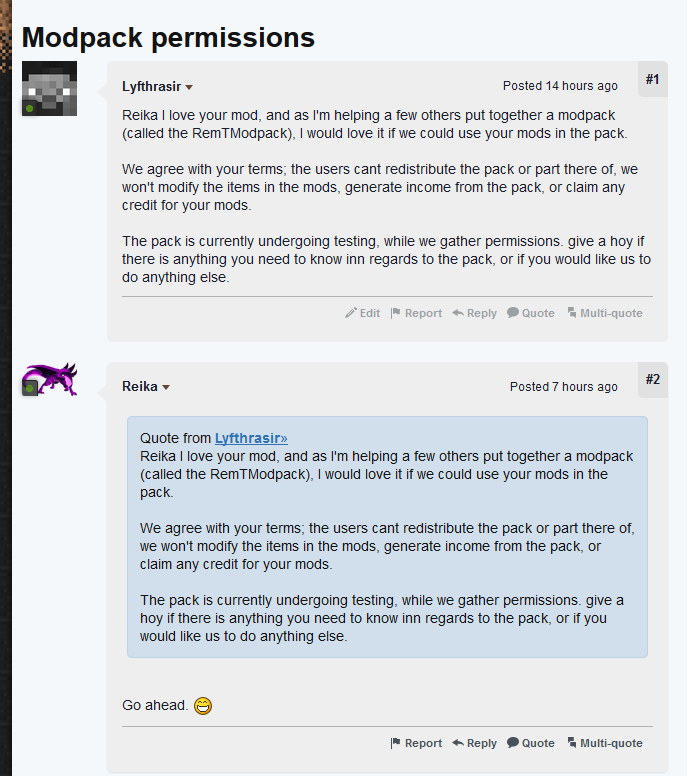 Modpack permissions
Lyfthrasir
Posted 14 hours ago
#1
Reika I love your mod, and as I'm helping a few others put together a modpack
(called the RemTModpack), I would love it if we could use your mods in the pack.
We agree with your terms; the users cant redistribute the pack or part there of, we
won't modify the items in the mods, generate income from the pack, or claim any
credit for your mods.
The pack is currently undergoing testing, while we gather permissions. give a hoy if
there is anything you need to know inn regards to the pack, or if you would like us to
do anything else.
Edit Report Reply Quote Multi-quote
Reika
Posted 7 hours ago
#2
Quote from Lyfthrasir»
Reika I love your mod, and as I'm helping a few others put together a modpack
(called the RemTModpack), I would love it if we could use your mods in the
pack.
We agree with your terms; the users cant redistribute the pack or part there of,
we won't modify the items in the mods, generate income from the pack, or
claim any credit for your mods.
The pack is currently undergoing testing, while we gather permissions. give a
hoy if there is anything you need to know inn regards to the pack, or if you
would like us to do anything else.
Go ahead.
Report Reply Quote Multi-quote